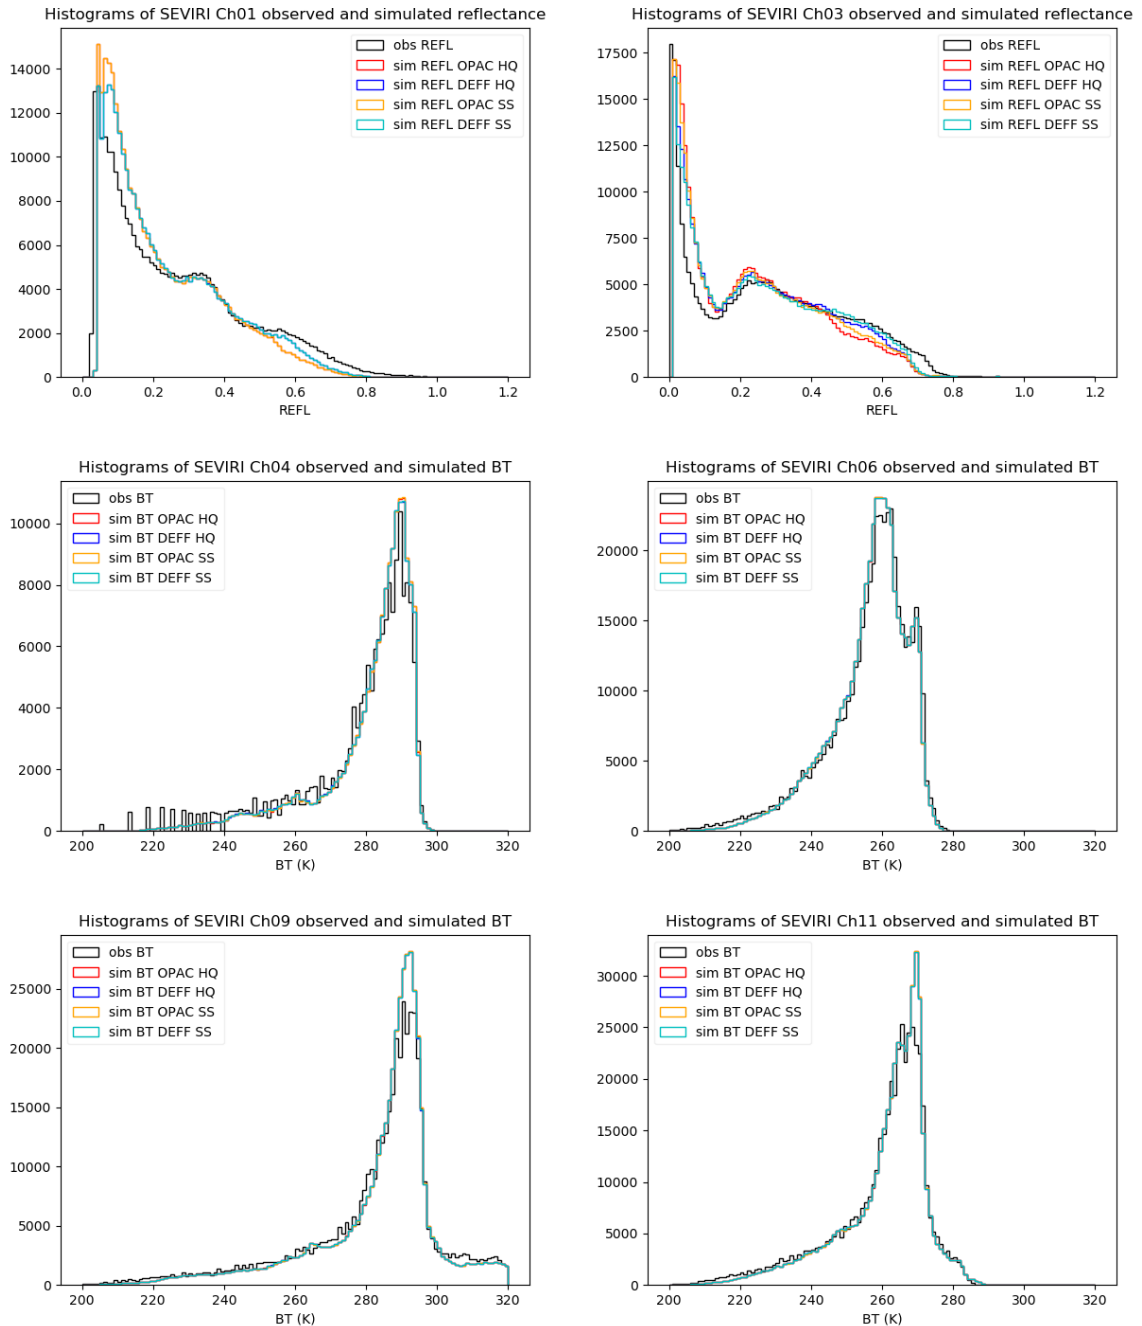 Histograms of SEVIRI Ch01 observed and simulated reflectance
obs REFL
sim REFL OPAC HQ
sim REFL DEFF HQ
sim REFL OPAC SS
sim REFL DEFF SS
14000
12000
10000
8000
6000
4000
2000
0
0.0 0.2 0.4 0.6 0.8 1.0 1.2
REFL
Histograms of SEVIRI Ch03 observed and simulated reflectance
obs REFL
sim REFL OPAC HQ
sim REFL DEFF HQ
sim REFL OPAC SS
sim REFL DEFF SS
17500
15000
12500
10000
7500
5000
2500
0
0.0 0.2 0.4 0.6 0.8 1.0 1.2
REFL
Histograms of SEVIRI Ch04 observed and simulated BT
obs BT
sim BT OPAC HQ
sim BT DEFF HQ
sim BT OPAC SS
sim BT DEFF SS
10000
8000
6000
4000
2000
0
200 220 240 260 280 300 320
BT (K)
Histograms of SEVIRI Ch06 observed and simulated BT
obs BT
sim BT OPAC HQ
sim BT DEFF HQ
sim BT OPAC SS
sim BT DEFF SS
20000
15000
10000
5000
0
200 220 240 260 280 300 320
BT (K)
Histograms of SEVIRI Ch09 observed and simulated BT
obs BT
sim BT OPAC HQ
sim BT DEFF HQ
sim BT OPAC SS
sim BT DEFF SS
25000
20000
15000
10000
5000
0
200 220 240 260 280 300 320
BT (K)
Histograms of SEVIRI Ch11 observed and simulated BT
obs BT
sim BT OPAC HQ
sim BT DEFF HQ
sim BT OPAC SS
sim BT DEFF SS
30000
25000
20000
15000
10000
5000
0
200 220 240 260 280 300 320
BT (K)